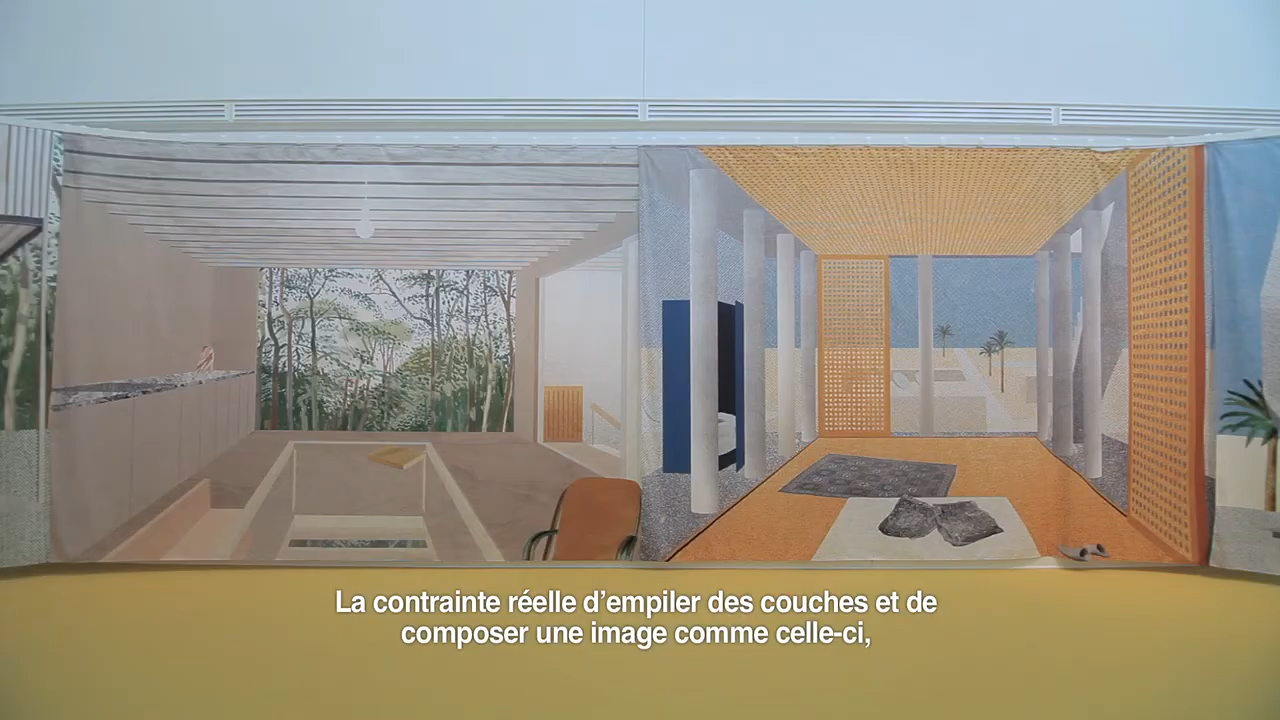 La contrainte réelle d’empiler des couches et de
composer une image comme celle-ci,